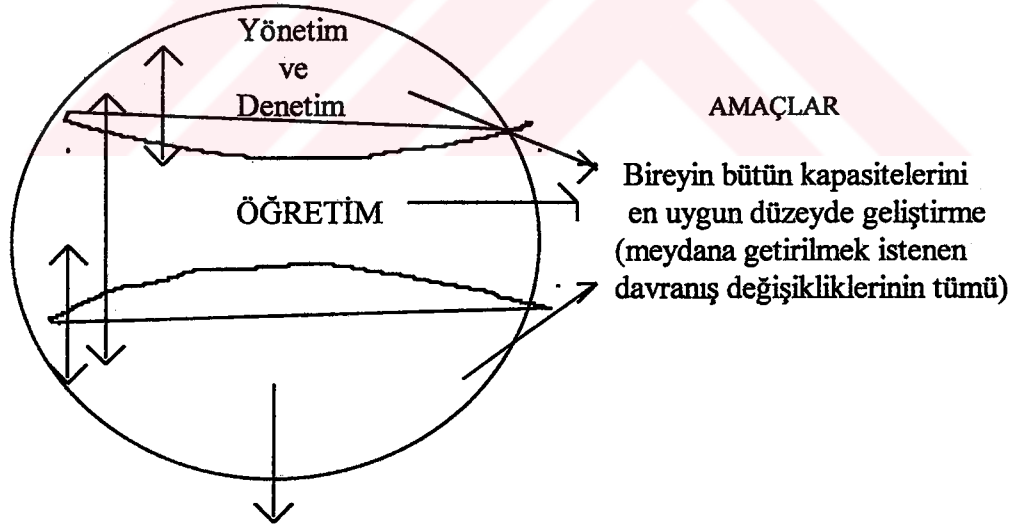 Yönetim
ve
Denetim
AMAÇLAR
ÖĞRETİM
Bireyin bütün kapasitelerini
en uygun düzeyde geliştirme
(meydana getirilmek istenen
davranış değişikliklerinin tümü)